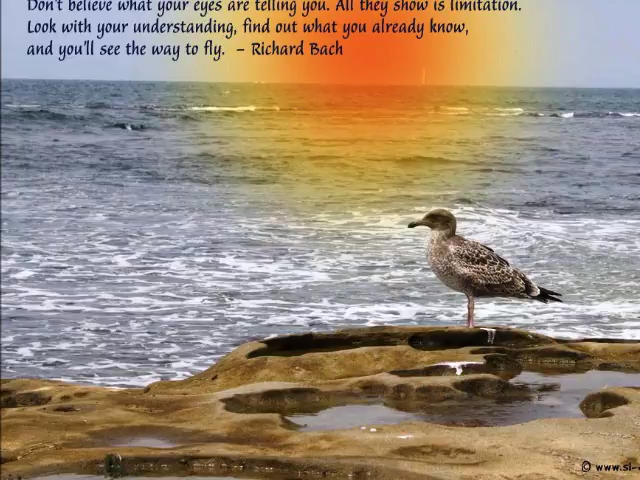 Don't believe what your eyes are telling you. All they show is limitation.
Look with your understanding, find out what you already know,
and you'll see the way to fly. – Richard Bach
© www.si-